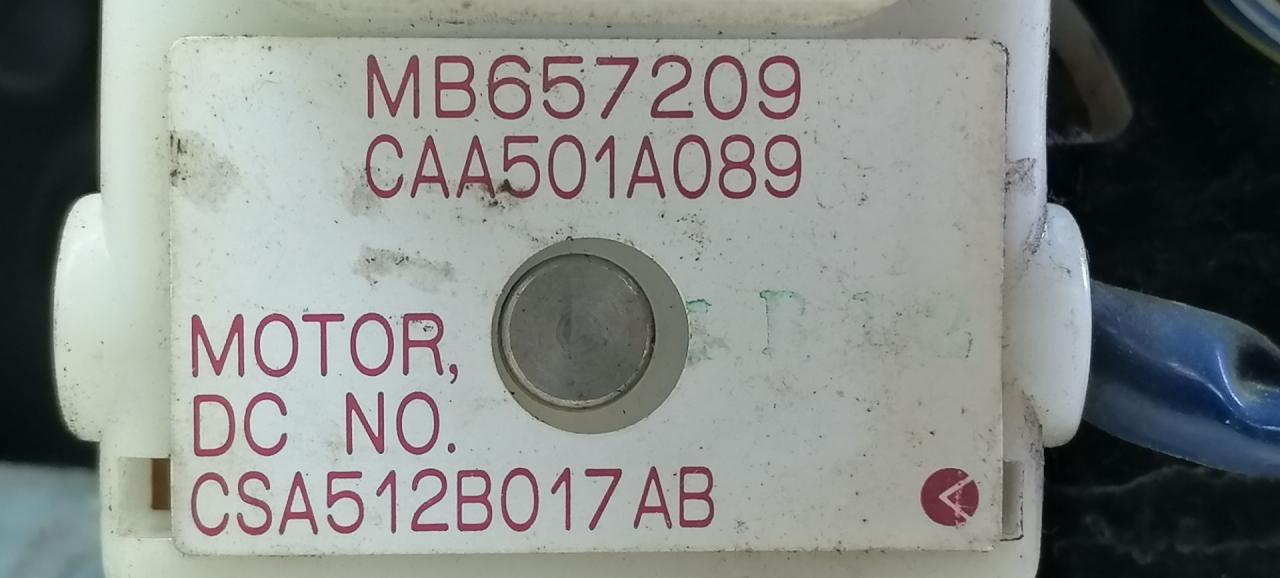 MB657209
CAA501A089
MOTOR,
DC NO.
CSA512B017AB